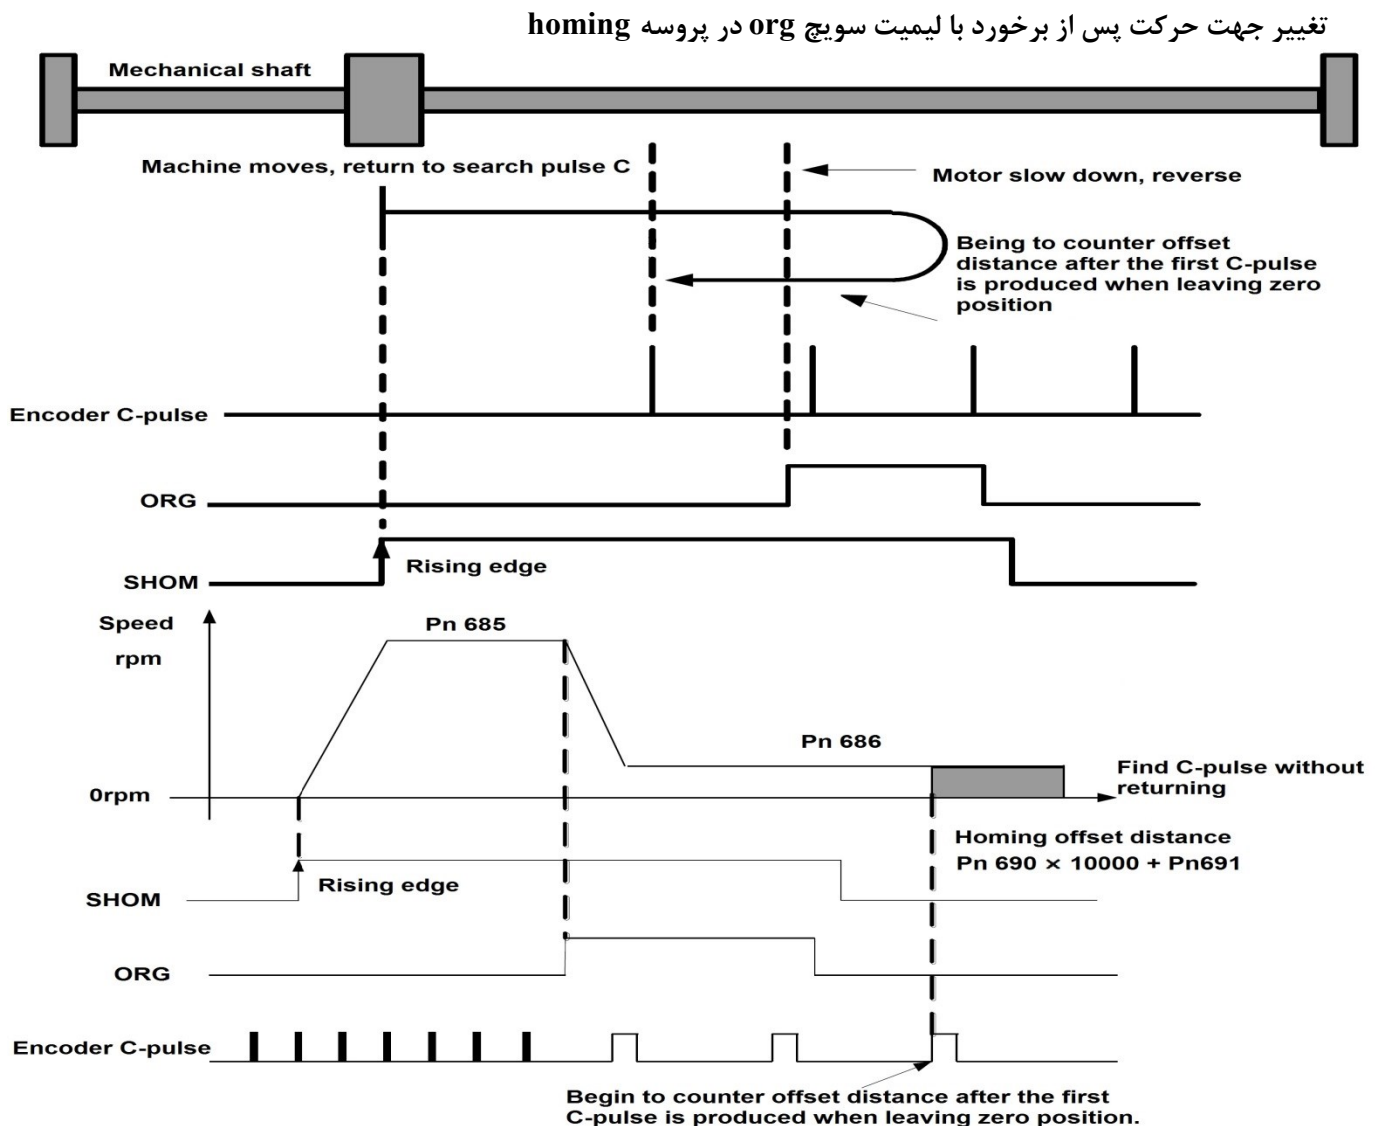 تغییر جهت حرکت پس از برخورد با لیمیت سویچ org در پروسه homing
Mechanical shaft
Machine moves, return to search pulse C
Motor slow down, reverse
Being to counter offset
distance after the first C-pulse
is produced when leaving zero
position
Encoder C-pulse
ORG
Rising edge
SHOM
Speed
rpm
Pn 685
Pn 686
0rpm
Find C-pulse without
returning
Homing offset distance
Pn 690 × 10000 + Pn691
Rising edge
SHOM
ORG
Encoder C-pulse
Begin to counter offset distance after the first
C-pulse is produced when leaving zero position.